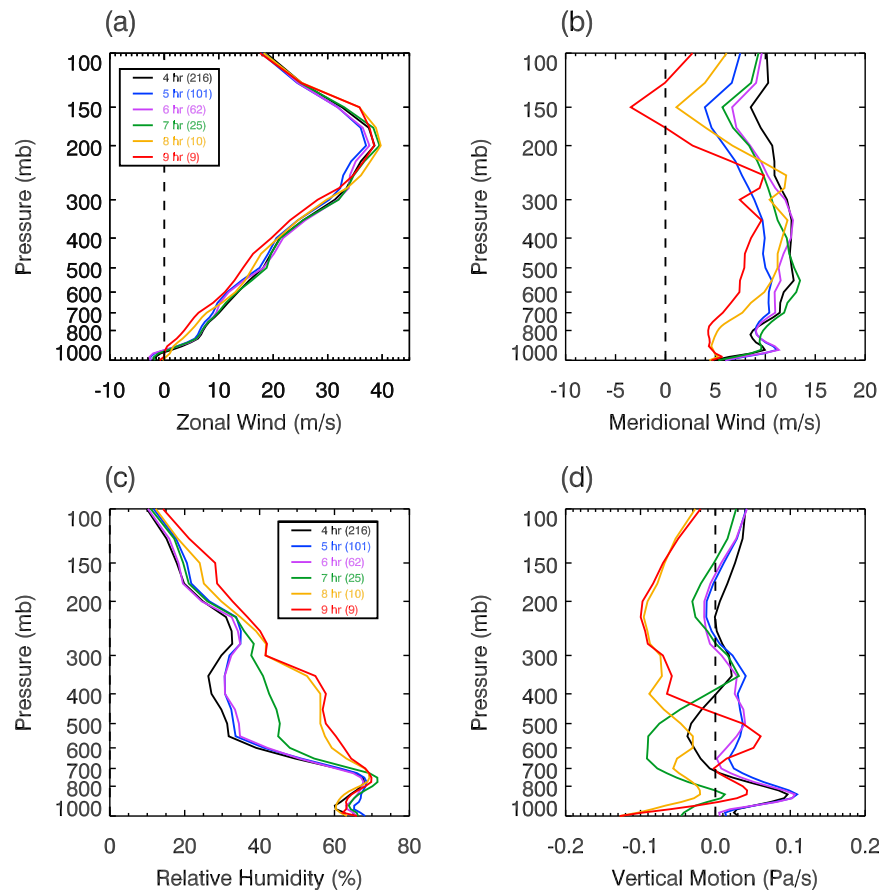 (a)
100
150
200
300
400
500
600
700
800
1000
Pressure (mb)
4 hr (216)
5 hr (101)
6 hr (62)
7 hr (25)
8 hr (10)
9 hr (9)
-10 0 10 20 30 40
Zonal Wind (m/s)
(b)
100
150
200
300
400
500
600
700
800
1000
Pressure (mb)
-10 -5 0 5 10 15 20
Meridional Wind (m/s)
(c)
100
150
200
300
400
500
600
700
800
1000
Pressure (mb)
4 hr (216)
5 hr (101)
6 hr (62)
7 hr (25)
8 hr (10)
9 hr (9)
0 20 40 60 80
Relative Humidity (%)
(d)
100
150
200
300
400
500
600
700
800
1000
Pressure (mb)
-0.2 -0.1 0.0 0.1 0.2
Vertical Motion (Pa/s)